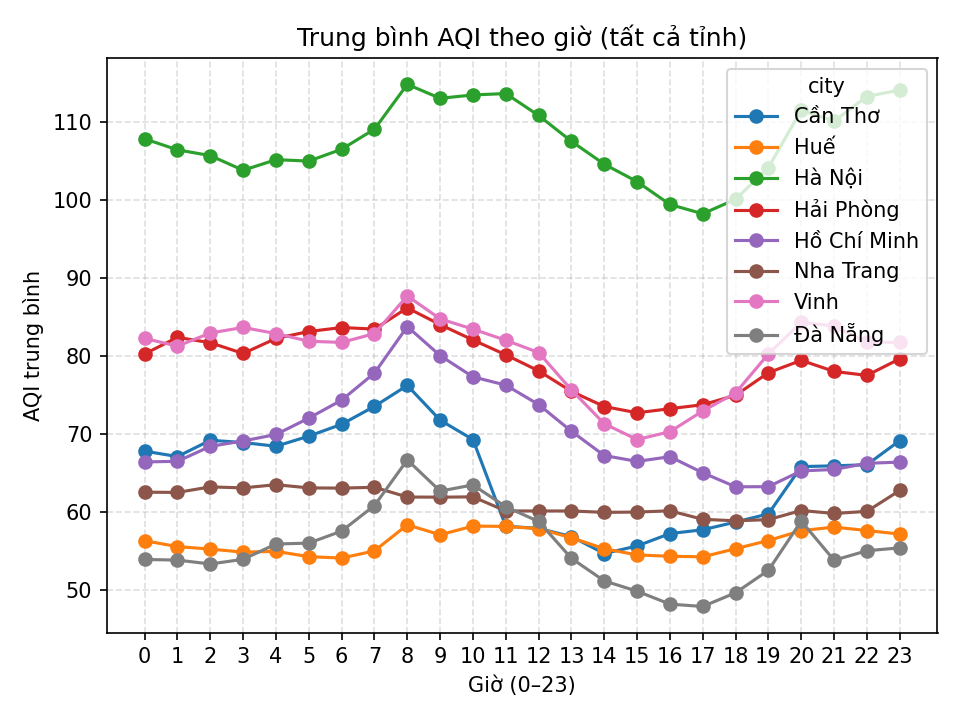 Trung bình AQI theo giờ (tất cả tỉnh)
AQI trung bình
110
100
90
80
70
60
50
city
Cần Thơ
Huế
Hà Nội
Hải Phòng
Hồ Chí Minh
Nha Trang
Vinh
Đà Nẵng
0 1 2 3 4 5 6 7 8 9 10 11 12 13 14 15 16 17 18 19 20 21 22 23
Giờ (0–23)